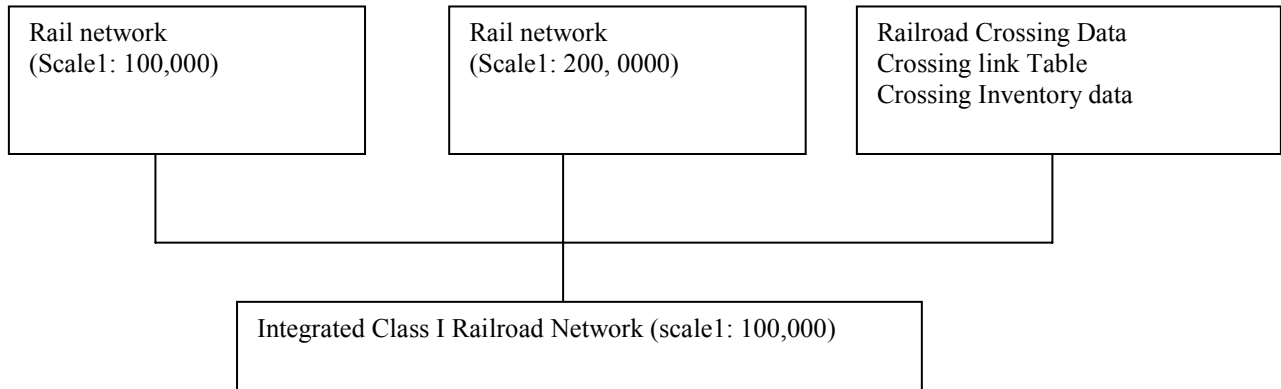 Rail network
(Scale1: 100,000)
Rail network
(Scale1: 200, 0000)
Railroad Crossing Data
Crossing link Table
Crossing Inventory data
Integrated Class I Railroad Network (scale1: 100,000)